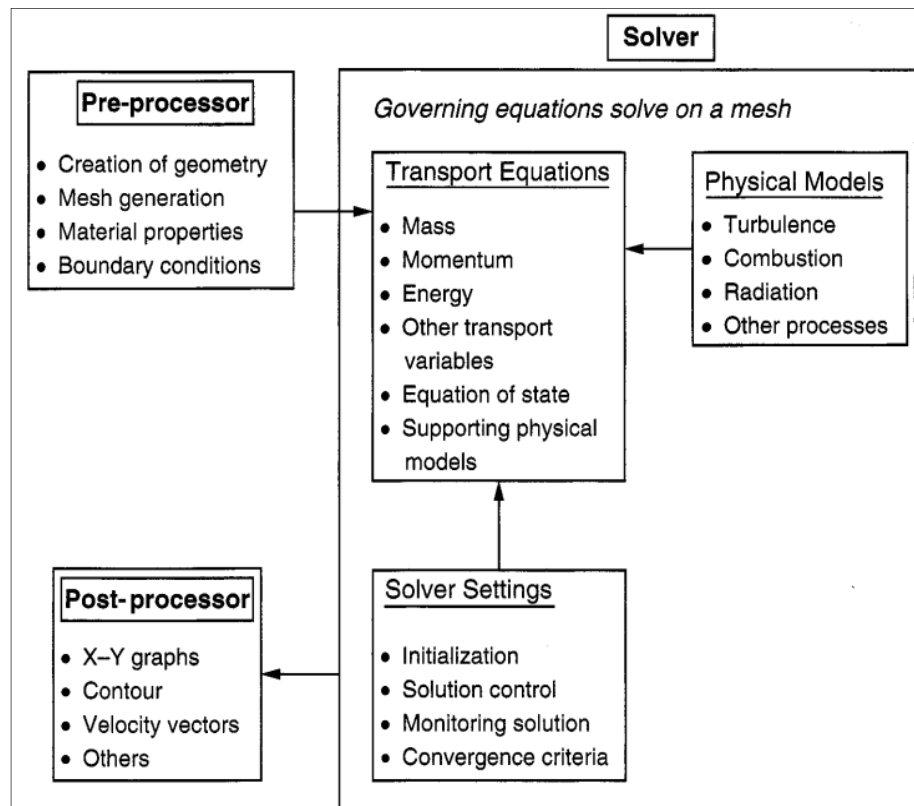 Solver
Pre-processor
• Creation of geometry
• Mesh generation
• Material properties
• Boundary conditions
Governing equations solve on a mesh
Transport Equations
• Mass
• Momentum
• Energy
• Other transport
variables
• Equation of state
• Supporting physical
models
Physical Models
• Turbulence
• Combustion
• Radiation
• Other processes
Solver Settings
• Initialization
• Solution control
• Monitoring solution
• Convergence criteria
Post-processor
• X–Y graphs
• Contour
• Velocity vectors
• Others